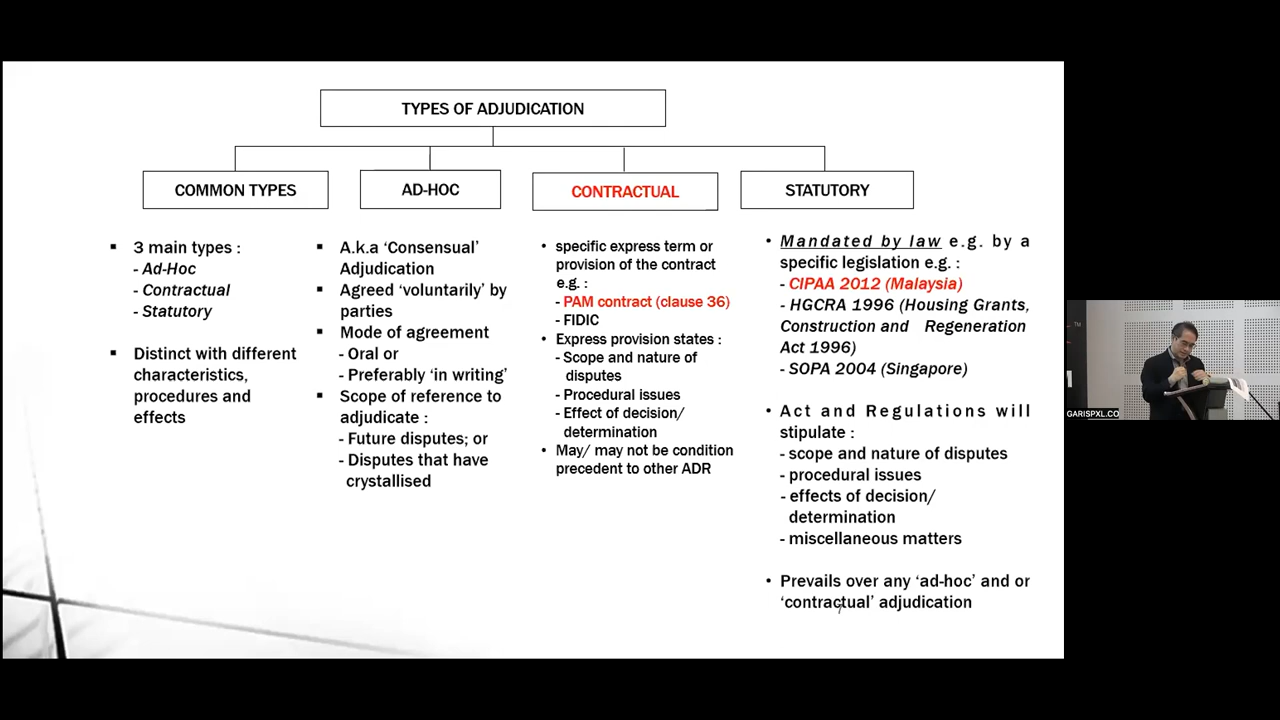 TYPES OF ADJUDICATION
COMMON TYPES
▪ 3 main types :
- Ad-Hoc
- Contractual
- Statutory
▪ Distinct with different
characteristics,
procedures and
effects
AD-HOC
▪ A.k.a ‘Consensual’
Adjudication
▪ Agreed ‘voluntarily’ by
parties
▪ Mode of agreement
- Oral or
- Preferably ‘in writing’
▪ Scope of reference to
adjudicate :
- Future disputes; or
- Disputes that have
crystallised
CONTRACTUAL
• specific express term or
provision of the contract
e.g. :
- PAM contract (clause 36)
- FIDIC
• Express provision states :
- Scope and nature of
disputes
- Procedural issues
- Effect of decision/
determination
• May/ may not be condition
precedent to other ADR
STATUTORY
• Mandated by law e.g. by a
specific legislation e.g. :
- CIPAA 2012 (Malaysia)
- HGCRA 1996 (Housing Grants,
Construction and Regeneration
Act 1996)
- SOPA 2004 (Singapore)
• Act and Regulations will
stipulate :
- scope and nature of disputes
- procedural issues
- effects of decision/
determination
- miscellaneous matters
• Prevails over any ‘ad-hoc’ and or
‘contractual’ adjudication
TM
GARISPXL.CO